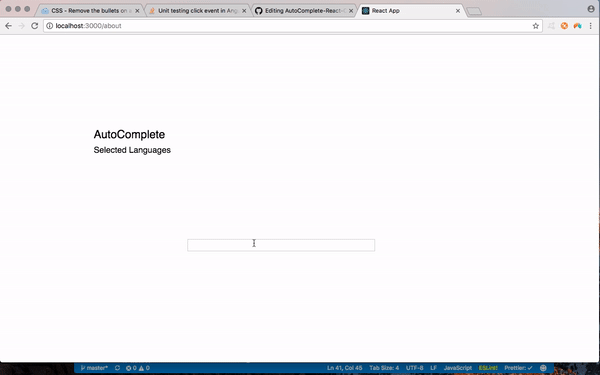 CSS - Remove the bullets on
Unit testing click event in Ang
Editing AutoComplete-React-
React App
localhost:3000/about
AutoComplete
Selected Languages
master*
0
0
Ln 41, Col 46
Tab Size: 4
UTF-8
LF
JavaScript
ESLint!
Prettier: ✓